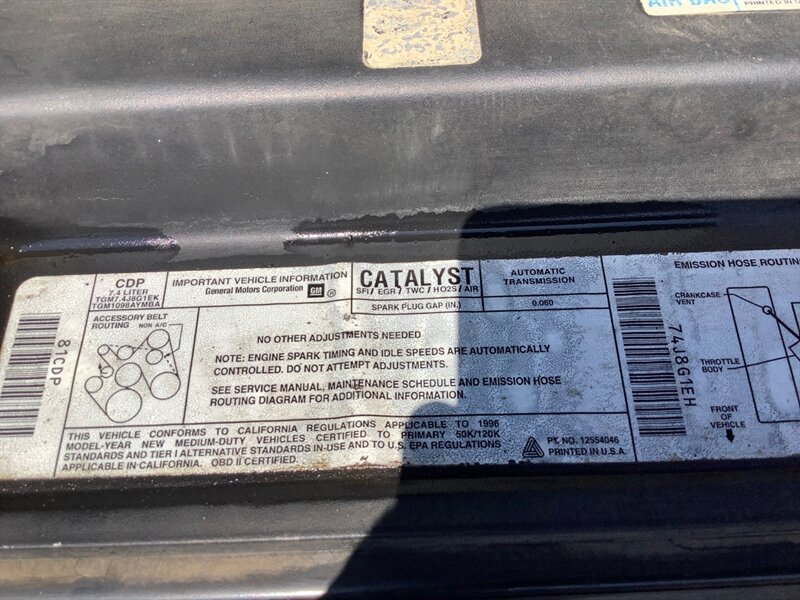 AIR BAG
PRINTED IN U
CDP
7.4 LITER
TGM7.4J8G1EK
TGM1098AYMBA
IMPORTANT VEHICLE INFORMATION
General Motors Corporation GM ®
CATALYST
SFI / EGR / TWC / HO2S / AIR
SPARK PLUG GAP (IN.)
AUTOMATIC
TRANSMISSION
0.060
ACCESSORY BELT
ROUTING NON A/C
NO OTHER ADJUSTMENTS NEEDED
NOTE: ENGINE SPARK TIMING AND IDLE SPEEDS ARE AUTOMATICALLY
CONTROLLED. DO NOT ATTEMPT ADJUSTMENTS.
SEE SERVICE MANUAL, MAINTENANCE SCHEDULE AND EMISSION HOSE
ROUTING DIAGRAM FOR ADDITIONAL INFORMATION.
THIS VEHICLE CONFORMS TO CALIFORNIA REGULATIONS APPLICABLE TO 1996
MODEL-YEAR NEW MEDIUM-DUTY VEHICLES CERTIFIED TO PRIMARY 50K/120K
STANDARDS AND TIER I ALTERNATIVE STANDARDS IN-USE AND TO U.S. EPA REGULATIONS
APPLICABLE IN CALIFORNIA. OBD II CERTIFIED.
PT. NO. 12554046
PRINTED IN U.S.A.
81CDP
74J8G1EH
EMISSION HOSE ROUTIN
CRANKCASE
VENT
THROTTLE
BODY
FRONT
OF
VEHICLE